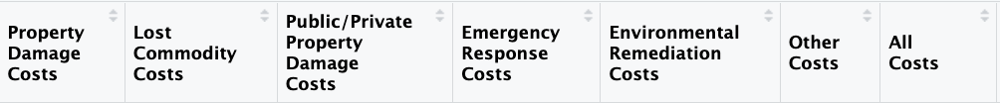 Property
Damage
Costs
Lost
Commodity
Costs
Public/Private
Property
Damage
Costs
Emergency
Response
Costs
Environmental
Remediation
Costs
Other
Costs
All
Costs